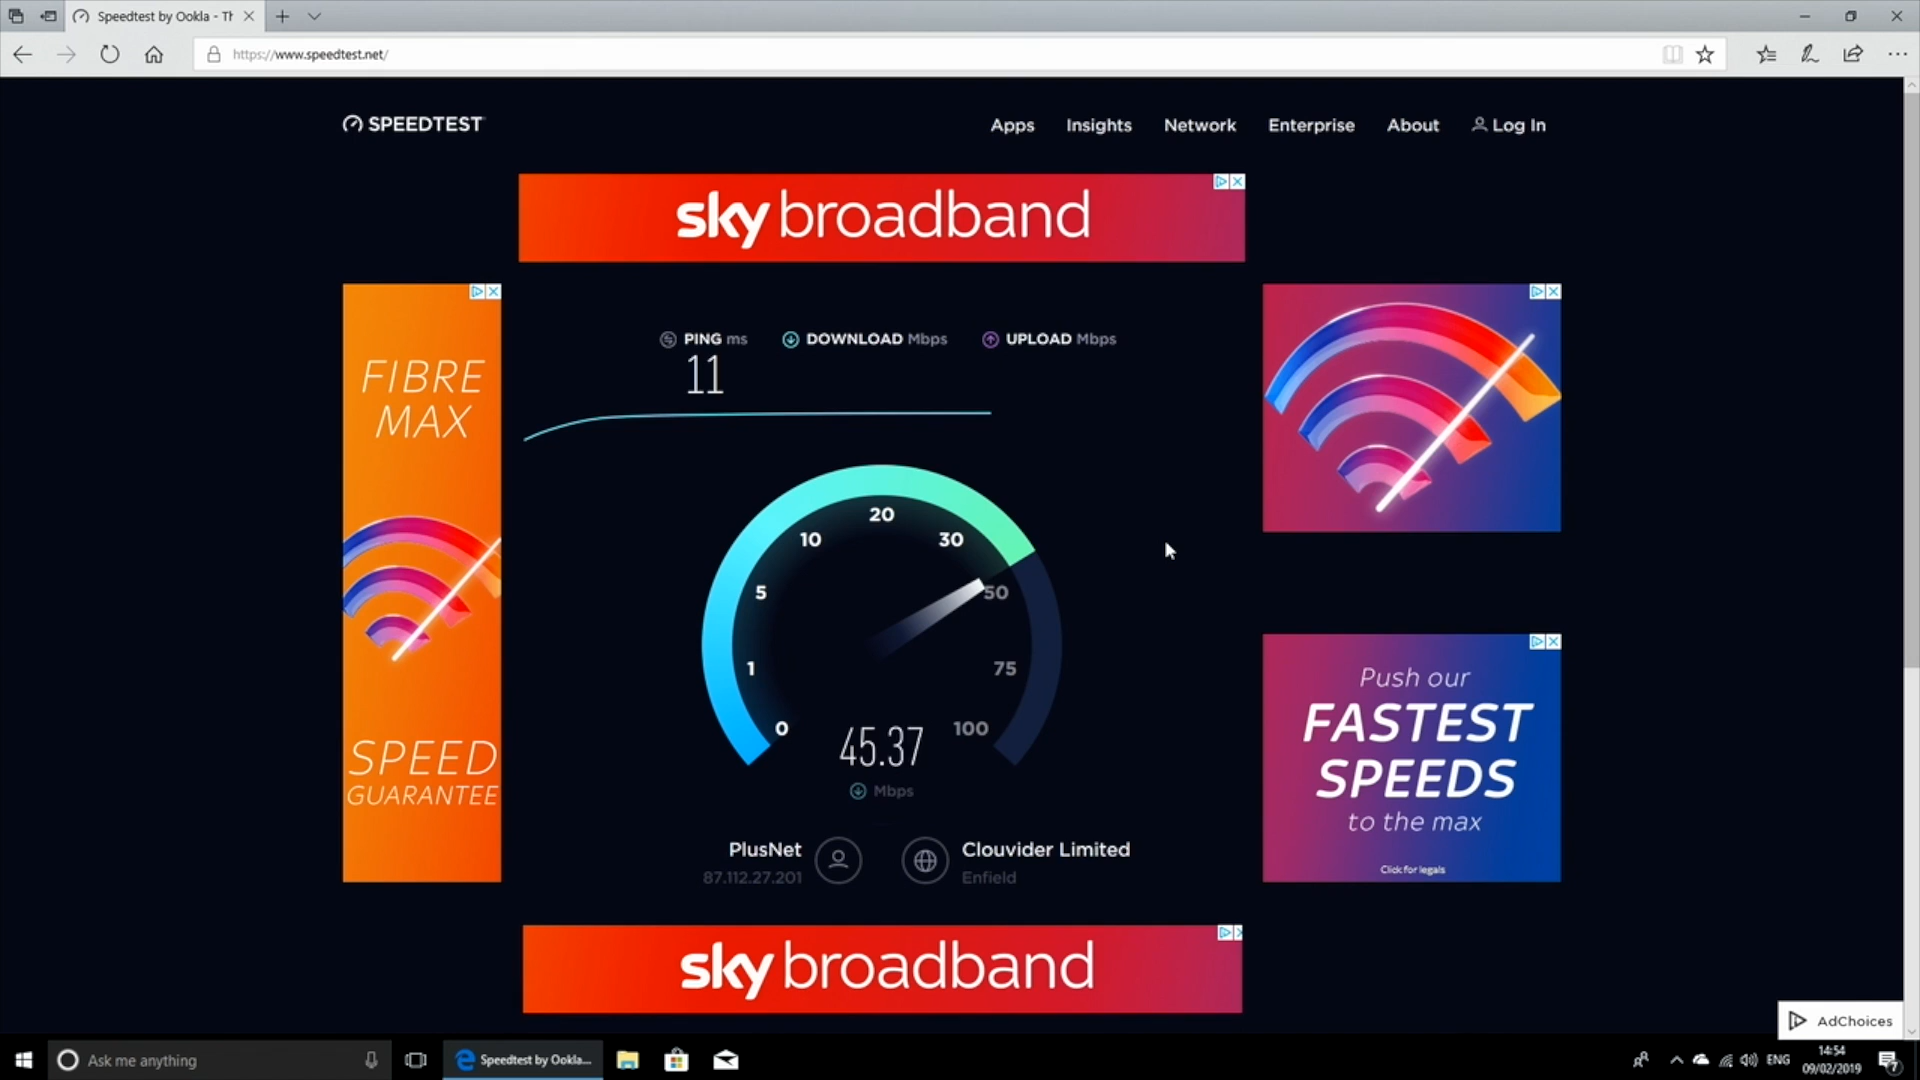 Speedtest by Ookla - Th
https://www.speedtest.net/
SPEEDTEST
Apps
Insights
Network
Enterprise
About
Log In
sky broadband
FIBRE
MAX
SPEED
GUARANTEE
PING ms
11
DOWNLOAD Mbps
UPLOAD Mbps
0
1
5
10
20
30
50
75
100
45.37
Mbps
PlusNet
87.112.27.201
Clouvider Limited
Enfield
Push our
FASTEST
SPEEDS
to the max
Click for legals
sky broadband
AdChoices
Ask me anything
Speedtest by Ookla...
ENG
14:54
09/02/2019
7